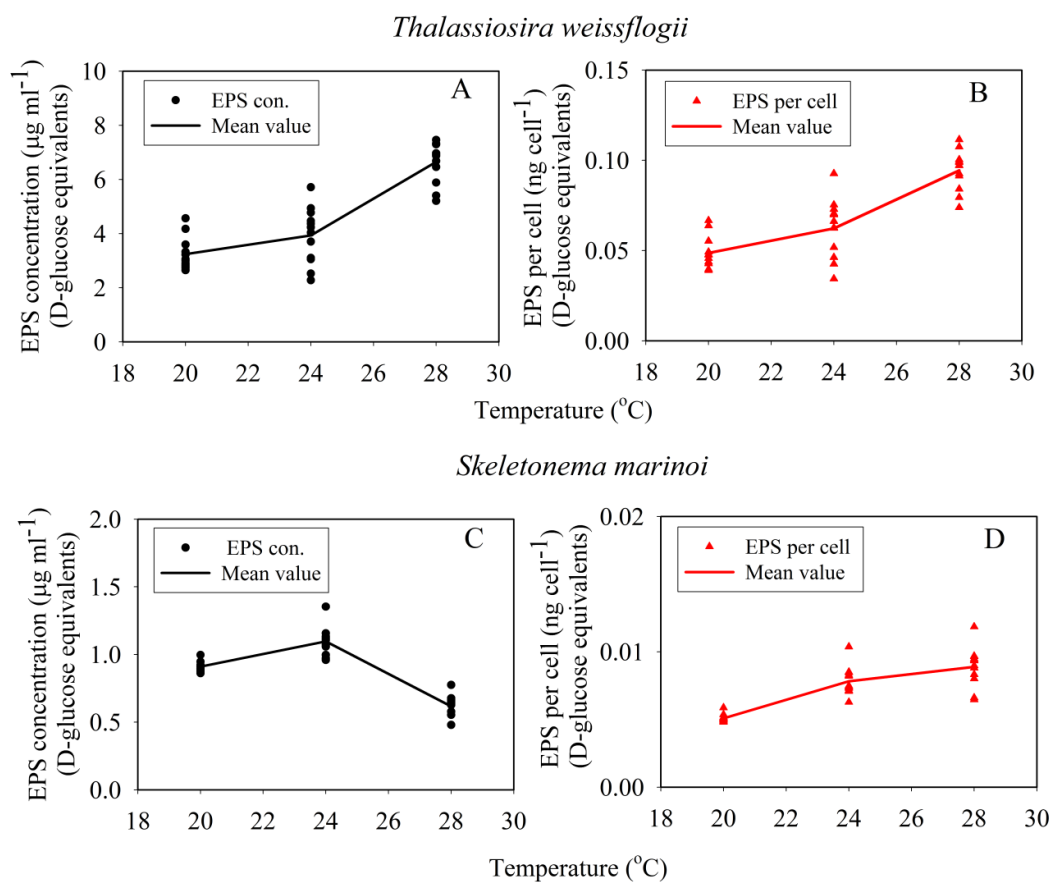 Thalassiosira weissflogii
EPS concentration (µg ml⁻¹)
(D-glucose equivalents)
10
8
6
4
2
0
EPS con.
Mean value
A
18 20 22 24 26 28 30
EPS per cell (ng cell⁻¹)
(D-glucose equivalents)
0.15
0.10
0.05
0.00
EPS per cell
Mean value
B
18 20 22 24 26 28 30
Temperature (°C)
Skeletonema marinoi
EPS concentration (µg ml⁻¹)
(D-glucose equivalents)
2.0
1.5
1.0
0.5
0.0
EPS con.
Mean value
C
18 20 22 24 26 28 30
EPS per cell (ng cell⁻¹)
(D-glucose equivalents)
0.02
0.01
0.00
EPS per cell
Mean value
D
18 20 22 24 26 28 30
Temperature (°C)